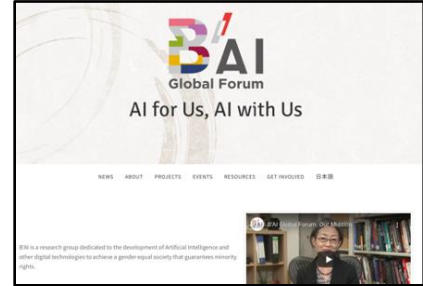 B'AI
Global Forum
AI for Us, AI with Us
NEWS ABOUT PROJECTS EVENTS RESOURCES GET INVOLVED 日本語
B'AI is a research group dedicated to the development of Artificial Intelligence and
other digital technologies to achieve a gender-equal society that guarantees minority
rights.
B'AI Global Forum: Our Mission